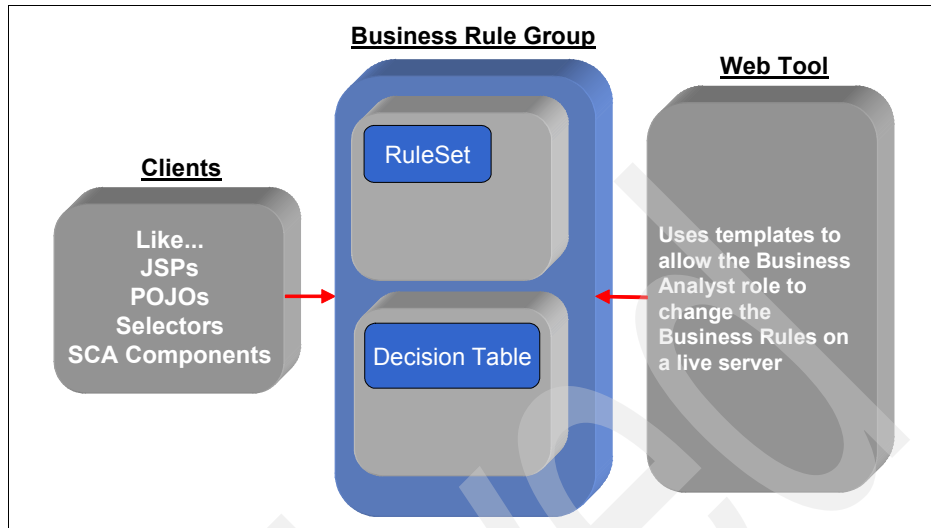 Business Rule Group
Web Tool
Clients
RuleSet
Like...
JSPs
POJOs
Selectors
SCA Components
Decision Table
Uses templates to
allow the Business
Analyst role to
change the
Business Rules on
a live server